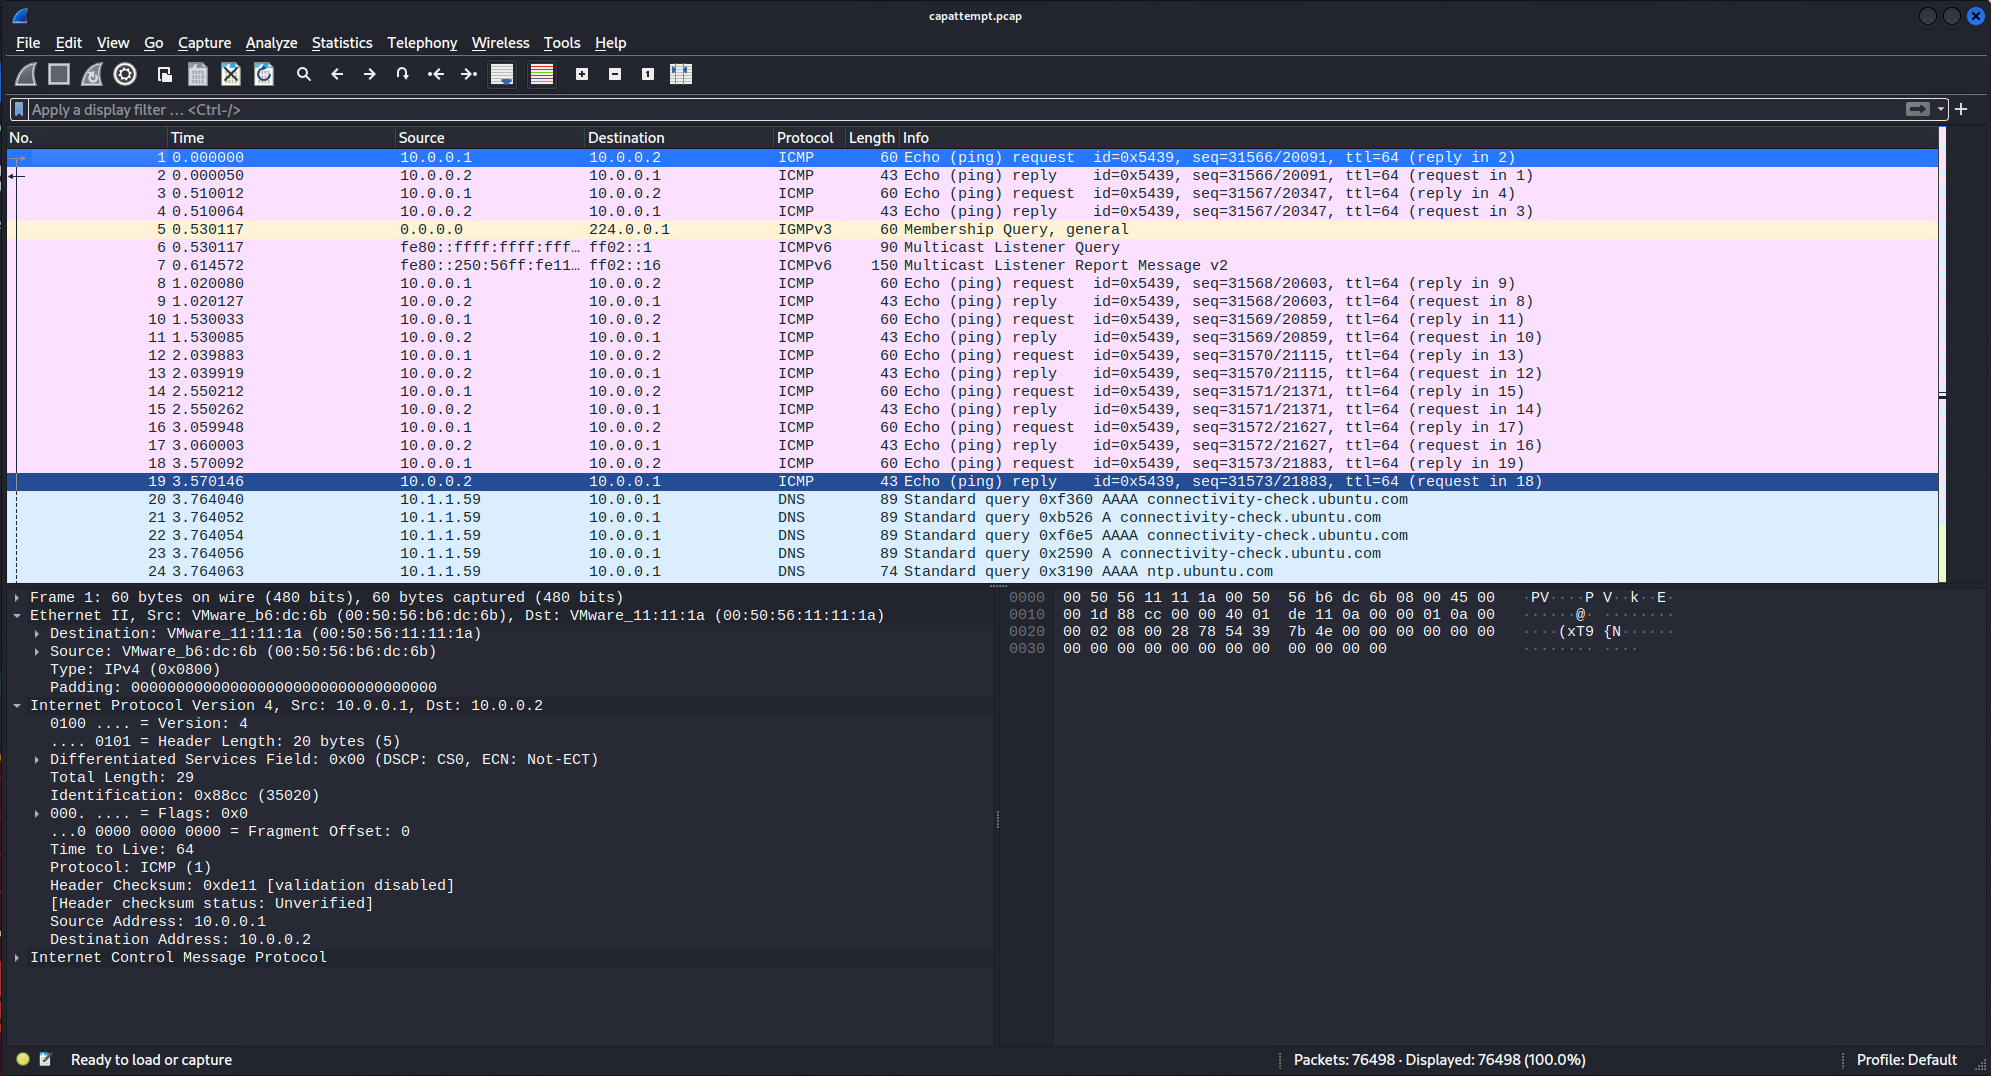 capattempt.pcap
File Edit View Go Capture Analyze Statistics Telephony Wireless Tools Help
Apply a display filter … <Ctrl-/>
No. Time Source Destination Protocol Length Info
1 0.000000 10.0.0.1 10.0.0.2 ICMP 60 Echo (ping) request id=0x5439, seq=31566/20091, ttl=64 (reply in 2)
2 0.000050 10.0.0.2 10.0.0.1 ICMP 43 Echo (ping) reply id=0x5439, seq=31566/20091, ttl=64 (request in 1)
3 0.510012 10.0.0.1 10.0.0.2 ICMP 60 Echo (ping) request id=0x5439, seq=31567/20347, ttl=64 (reply in 4)
4 0.510064 10.0.0.2 10.0.0.1 ICMP 43 Echo (ping) reply id=0x5439, seq=31567/20347, ttl=64 (request in 3)
5 0.530117 0.0.0.0 224.0.0.1 IGMPv3 60 Membership Query, general
6 0.530117 fe80::ffff:ffff:fff… ff02::1 ICMPv6 90 Multicast Listener Query
7 0.614572 fe80::250:56ff:fe11… ff02::16 ICMPv6 150 Multicast Listener Report Message v2
8 1.020080 10.0.0.1 10.0.0.2 ICMP 60 Echo (ping) request id=0x5439, seq=31568/20603, ttl=64 (reply in 9)
9 1.020127 10.0.0.2 10.0.0.1 ICMP 43 Echo (ping) reply id=0x5439, seq=31568/20603, ttl=64 (request in 8)
10 1.530033 10.0.0.1 10.0.0.2 ICMP 60 Echo (ping) request id=0x5439, seq=31569/20859, ttl=64 (reply in 11)
11 1.530085 10.0.0.2 10.0.0.1 ICMP 43 Echo (ping) reply id=0x5439, seq=31569/20859, ttl=64 (request in 10)
12 2.039883 10.0.0.1 10.0.0.2 ICMP 60 Echo (ping) request id=0x5439, seq=31570/21115, ttl=64 (reply in 13)
13 2.039919 10.0.0.2 10.0.0.1 ICMP 43 Echo (ping) reply id=0x5439, seq=31570/21115, ttl=64 (request in 12)
14 2.550212 10.0.0.1 10.0.0.2 ICMP 60 Echo (ping) request id=0x5439, seq=31571/21371, ttl=64 (reply in 15)
15 2.550262 10.0.0.2 10.0.0.1 ICMP 43 Echo (ping) reply id=0x5439, seq=31571/21371, ttl=64 (request in 14)
16 3.059948 10.0.0.1 10.0.0.2 ICMP 60 Echo (ping) request id=0x5439, seq=31572/21627, ttl=64 (reply in 17)
17 3.060003 10.0.0.2 10.0.0.1 ICMP 43 Echo (ping) reply id=0x5439, seq=31572/21627, ttl=64 (request in 16)
18 3.570092 10.0.0.1 10.0.0.2 ICMP 60 Echo (ping) request id=0x5439, seq=31573/21883, ttl=64 (reply in 19)
19 3.570146 10.0.0.2 10.0.0.1 ICMP 43 Echo (ping) reply id=0x5439, seq=31573/21883, ttl=64 (request in 18)
20 3.764040 10.1.1.59 10.0.0.1 DNS 89 Standard query 0xf360 AAAA connectivity-check.ubuntu.com
21 3.764052 10.1.1.59 10.0.0.1 DNS 89 Standard query 0xb526 A connectivity-check.ubuntu.com
22 3.764054 10.1.1.59 10.0.0.1 DNS 89 Standard query 0xf6e5 AAAA connectivity-check.ubuntu.com
23 3.764056 10.1.1.59 10.0.0.1 DNS 89 Standard query 0x2590 A connectivity-check.ubuntu.com
24 3.764063 10.1.1.59 10.0.0.1 DNS 74 Standard query 0x3190 AAAA ntp.ubuntu.com
Frame 1: 60 bytes on wire (480 bits), 60 bytes captured (480 bits)
Ethernet II, Src: VMware_b6:dc:6b (00:50:56:b6:dc:6b), Dst: VMware_11:11:1a (00:50:56:11:11:1a)
Destination: VMware_11:11:1a (00:50:56:11:11:1a)
Source: VMware_b6:dc:6b (00:50:56:b6:dc:6b)
Type: IPv4 (0x0800)
Padding: 0000000000000000000000000000000000
Internet Protocol Version 4, Src: 10.0.0.1, Dst: 10.0.0.2
0100 .... = Version: 4
.... 0101 = Header Length: 20 bytes (5)
Differentiated Services Field: 0x00 (DSCP: CS0, ECN: Not-ECT)
Total Length: 29
Identification: 0x88cc (35020)
000. .... = Flags: 0x0
...0 0000 0000 0000 = Fragment Offset: 0
Time to Live: 64
Protocol: ICMP (1)
Header Checksum: 0xde11 [validation disabled]
[Header checksum status: Unverified]
Source Address: 10.0.0.1
Destination Address: 10.0.0.2
Internet Control Message Protocol
0000 00 50 56 11 11 1a 00 50 56 b6 dc 6b 08 00 45 00 ·PV····P V··k··E·
0010 00 1d 88 cc 00 00 40 01 de 11 0a 00 00 01 0a 00 ······@· ········
0020 00 02 08 00 28 78 54 39 7b 4e 00 00 00 00 00 00 ····(xT9 {N······
0030 00 00 00 00 00 00 00 00 00 00 00 00 ········ ····
Ready to load or capture
Packets: 76498 · Displayed: 76498 (100.0%)
Profile: Default